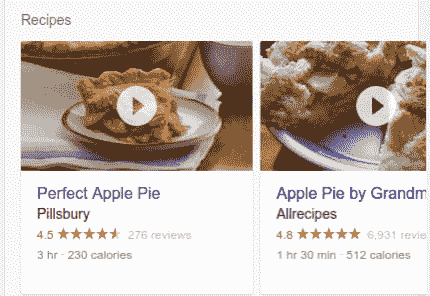 Recipes
Perfect Apple Pie
Pillsbury
4.5 276 reviews
3 hr · 230 calories
Apple Pie by Grandm
Allrecipes
4.8 6,931 revie
1 hr 30 min · 512 calories